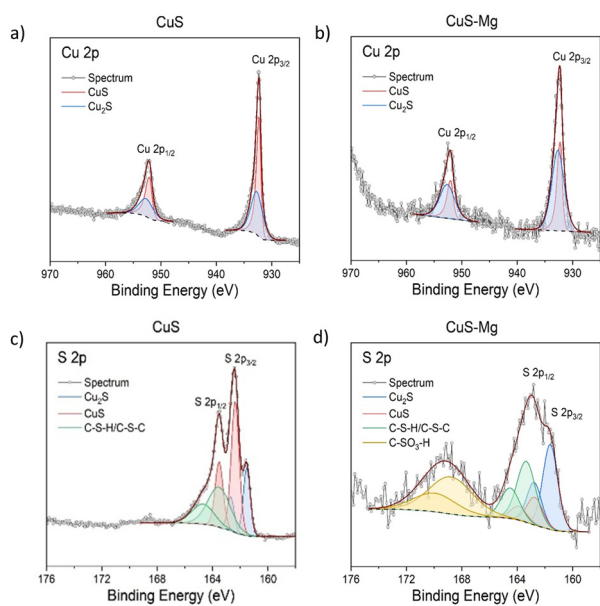 CuS
a)
Cu 2p
Cu 2p3/2
Spectrum
CuS
Cu2S
Cu 2p1/2
970 960 950 940 930
Binding Energy (eV)
CuS-Mg
b)
Cu 2p
Cu 2p3/2
Spectrum
CuS
Cu2S
Cu 2p1/2
970 960 950 940 930
Binding Energy (eV)
CuS
c)
S 2p
S 2p3/2
Spectrum
Cu2S
CuS
C-S-H/C-S-C
S 2p1/2
176 172 168 164 160
Binding Energy (eV)
CuS-Mg
d)
S 2p
S 2p1/2
Spectrum
Cu2S
CuS
C-S-H/C-S-C
C-SO3-H
S 2p3/2
176 172 168 164 160
Binding Energy (eV)